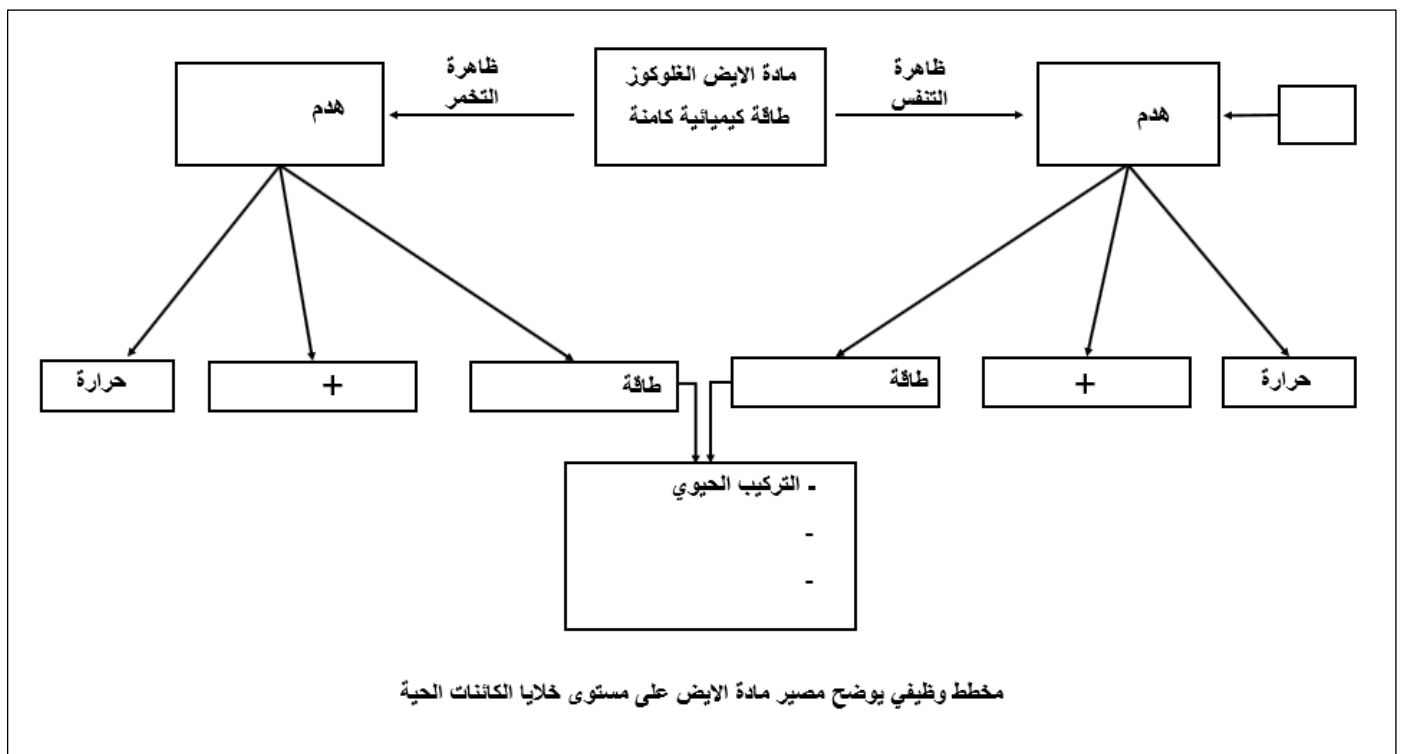 ظاهرة
التنفس
مادة الايض الغلوكوز
طاقة كيميائية كامنة
ظاهرة
التخمر
هدم
هدم
حرارة
+
طاقة
طاقة
+
حرارة
- التركيب الحيوي
-
-
مخطط وظيفي يوضح مصير مادة الايض على مستوى خلايا الكائنات الحية